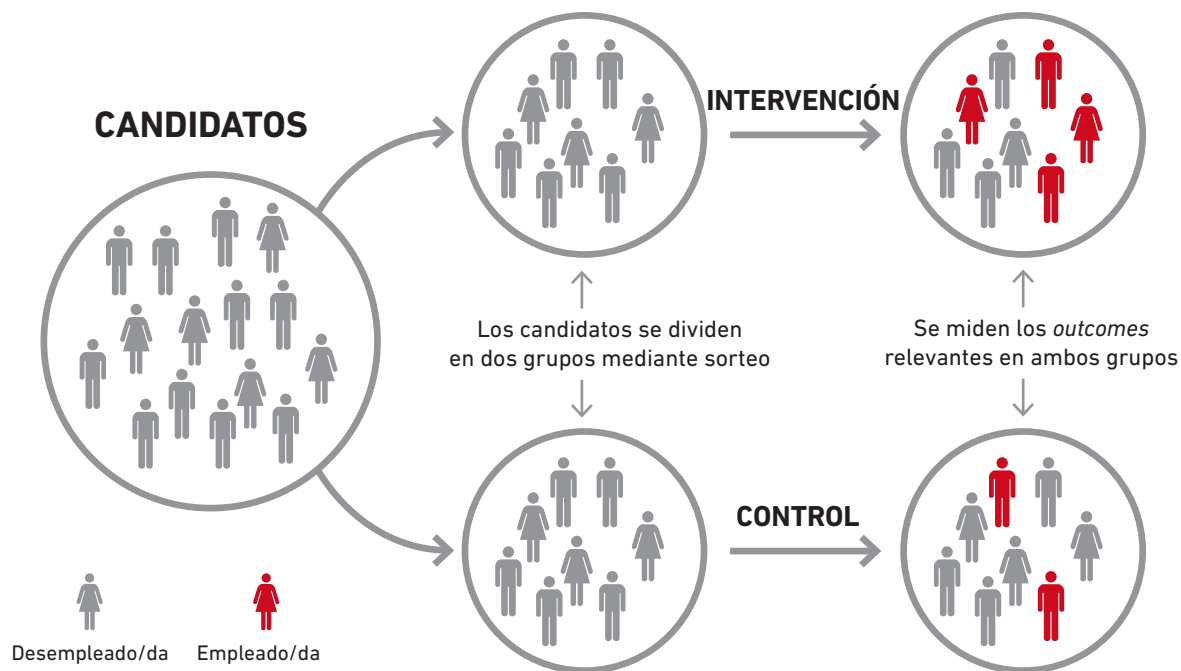 CANDIDATOS
INTERVENCIÓN
Los candidatos se dividen
en dos grupos mediante sorteo
Se miden los outcomes
relevantes en ambos grupos
CONTROL
Desempleado/da
Empleado/da